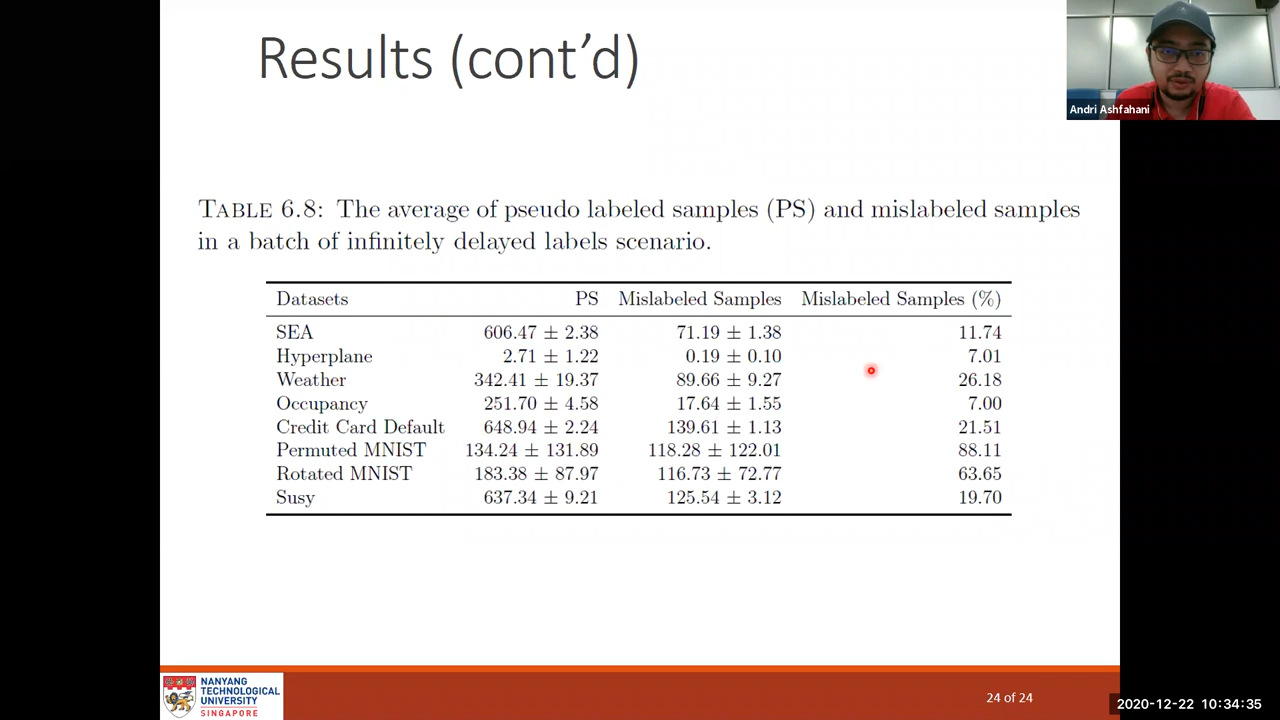 Results (cont’d)
Andri Ashfahani
TABLE 6.8: The average of pseudo labeled samples (PS) and mislabeled samples
in a batch of infinitely delayed labels scenario.
Datasets PS Mislabeled Samples Mislabeled Samples (%)
SEA 606.47 ± 2.38 71.19 ± 1.38 11.74
Hyperplane 2.71 ± 1.22 0.19 ± 0.10 7.01
Weather 342.41 ± 19.37 89.66 ± 9.27 26.18
Occupancy 251.70 ± 4.58 17.64 ± 1.55 7.00
Credit Card Default 648.94 ± 2.24 139.61 ± 1.13 21.51
Permuted MNIST 134.24 ± 131.89 118.28 ± 122.01 88.11
Rotated MNIST 183.38 ± 87.97 116.73 ± 72.77 63.65
Susy 637.34 ± 9.21 125.54 ± 3.12 19.70
NANYANG
TECHNOLOGICAL
UNIVERSITY
SINGAPORE
24 of 24
2020-12-22 10:34:35